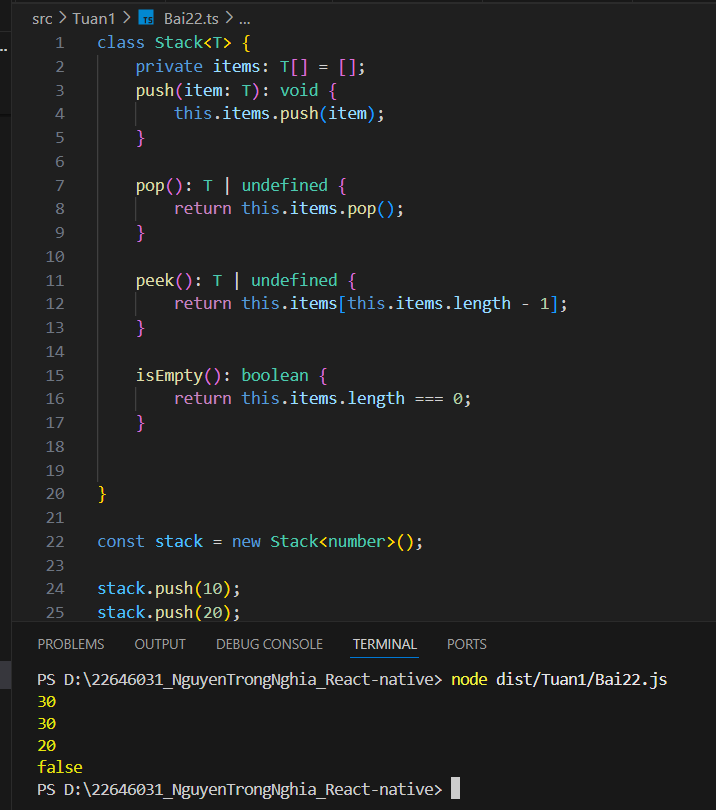 src > Tuan1 > TS Bai22.ts > ...
1 class Stack<T> {
2     private items: T[] = [];
3     push(item: T): void {
4         this.items.push(item);
5     }
6
7     pop(): T | undefined {
8         return this.items.pop();
9     }
10
11     peek(): T | undefined {
12         return this.items[this.items.length - 1];
13     }
14
15     isEmpty(): boolean {
16         return this.items.length === 0;
17     }
18
19
20 }
21
22 const stack = new Stack<number>();
23
24 stack.push(10);
25 stack.push(20);
PROBLEMS OUTPUT DEBUG CONSOLE TERMINAL PORTS
PS D:\22646031_NguyenTrongNghia_React-native> node dist/Tuan1/Bai22.js
30
30
20
false
PS D:\22646031_NguyenTrongNghia_React-native>